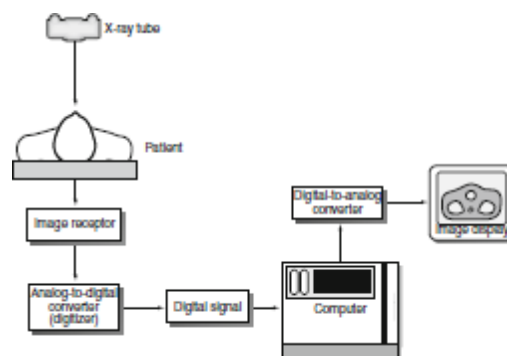 X-ray tube
Patient
Image receptor
Analog-to-digital
converter
(digitizer)
Digital signal
Computer
Digital-to-analog
converter
Image display